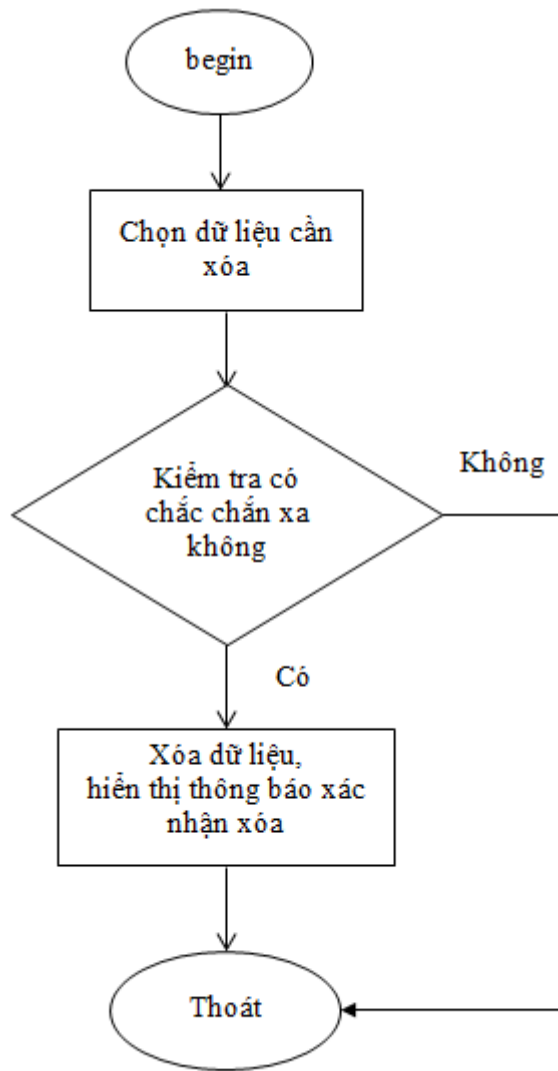 begin
Chọn dữ liệu cần
xóa
Kiểm tra có
chắc chắn xa
không
Không
Có
Xóa dữ liệu,
hiển thị thông báo xác
nhận xóa
Thoát